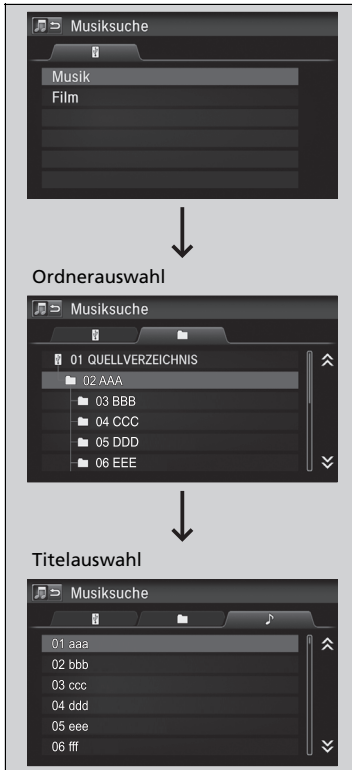 Musiksuche
Musik
Film
Ordnerauswahl
Musiksuche
01 QUELLVERZEICHNIS
02 AAA
03 BBB
04 CCC
05 DDD
06 EEE
Titelauswahl
Musiksuche
01 aaa
02 bbb
03 ccc
04 ddd
05 eee
06 fff